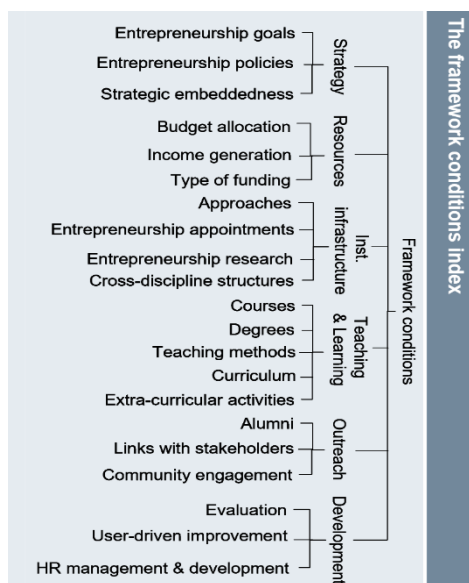 The framework conditions index
Framework conditions
Strategy
Entrepreneurship goals
Entrepreneurship policies
Strategic embeddedness
Resources
Budget allocation
Income generation
Type of funding
Inst.
infrastructure
Approaches
Entrepreneurship appointments
Entrepreneurship research
Cross-discipline structures
Teaching
& Learning
Courses
Degrees
Teaching methods
Curriculum
Extra-curricular activities
Outreach
Alumni
Links with stakeholders
Community engagement
Development
Evaluation
User-driven improvement
HR management & development